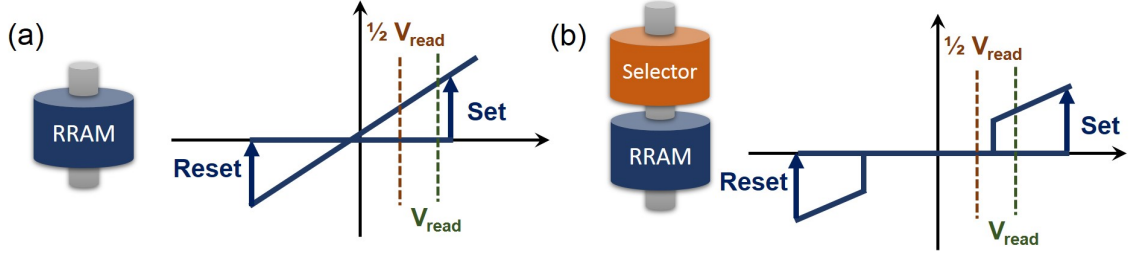 (a)
RRAM
½ Vread
Set
Reset
Vread
(b)
Selector
RRAM
½ Vread
Set
Reset
Vread